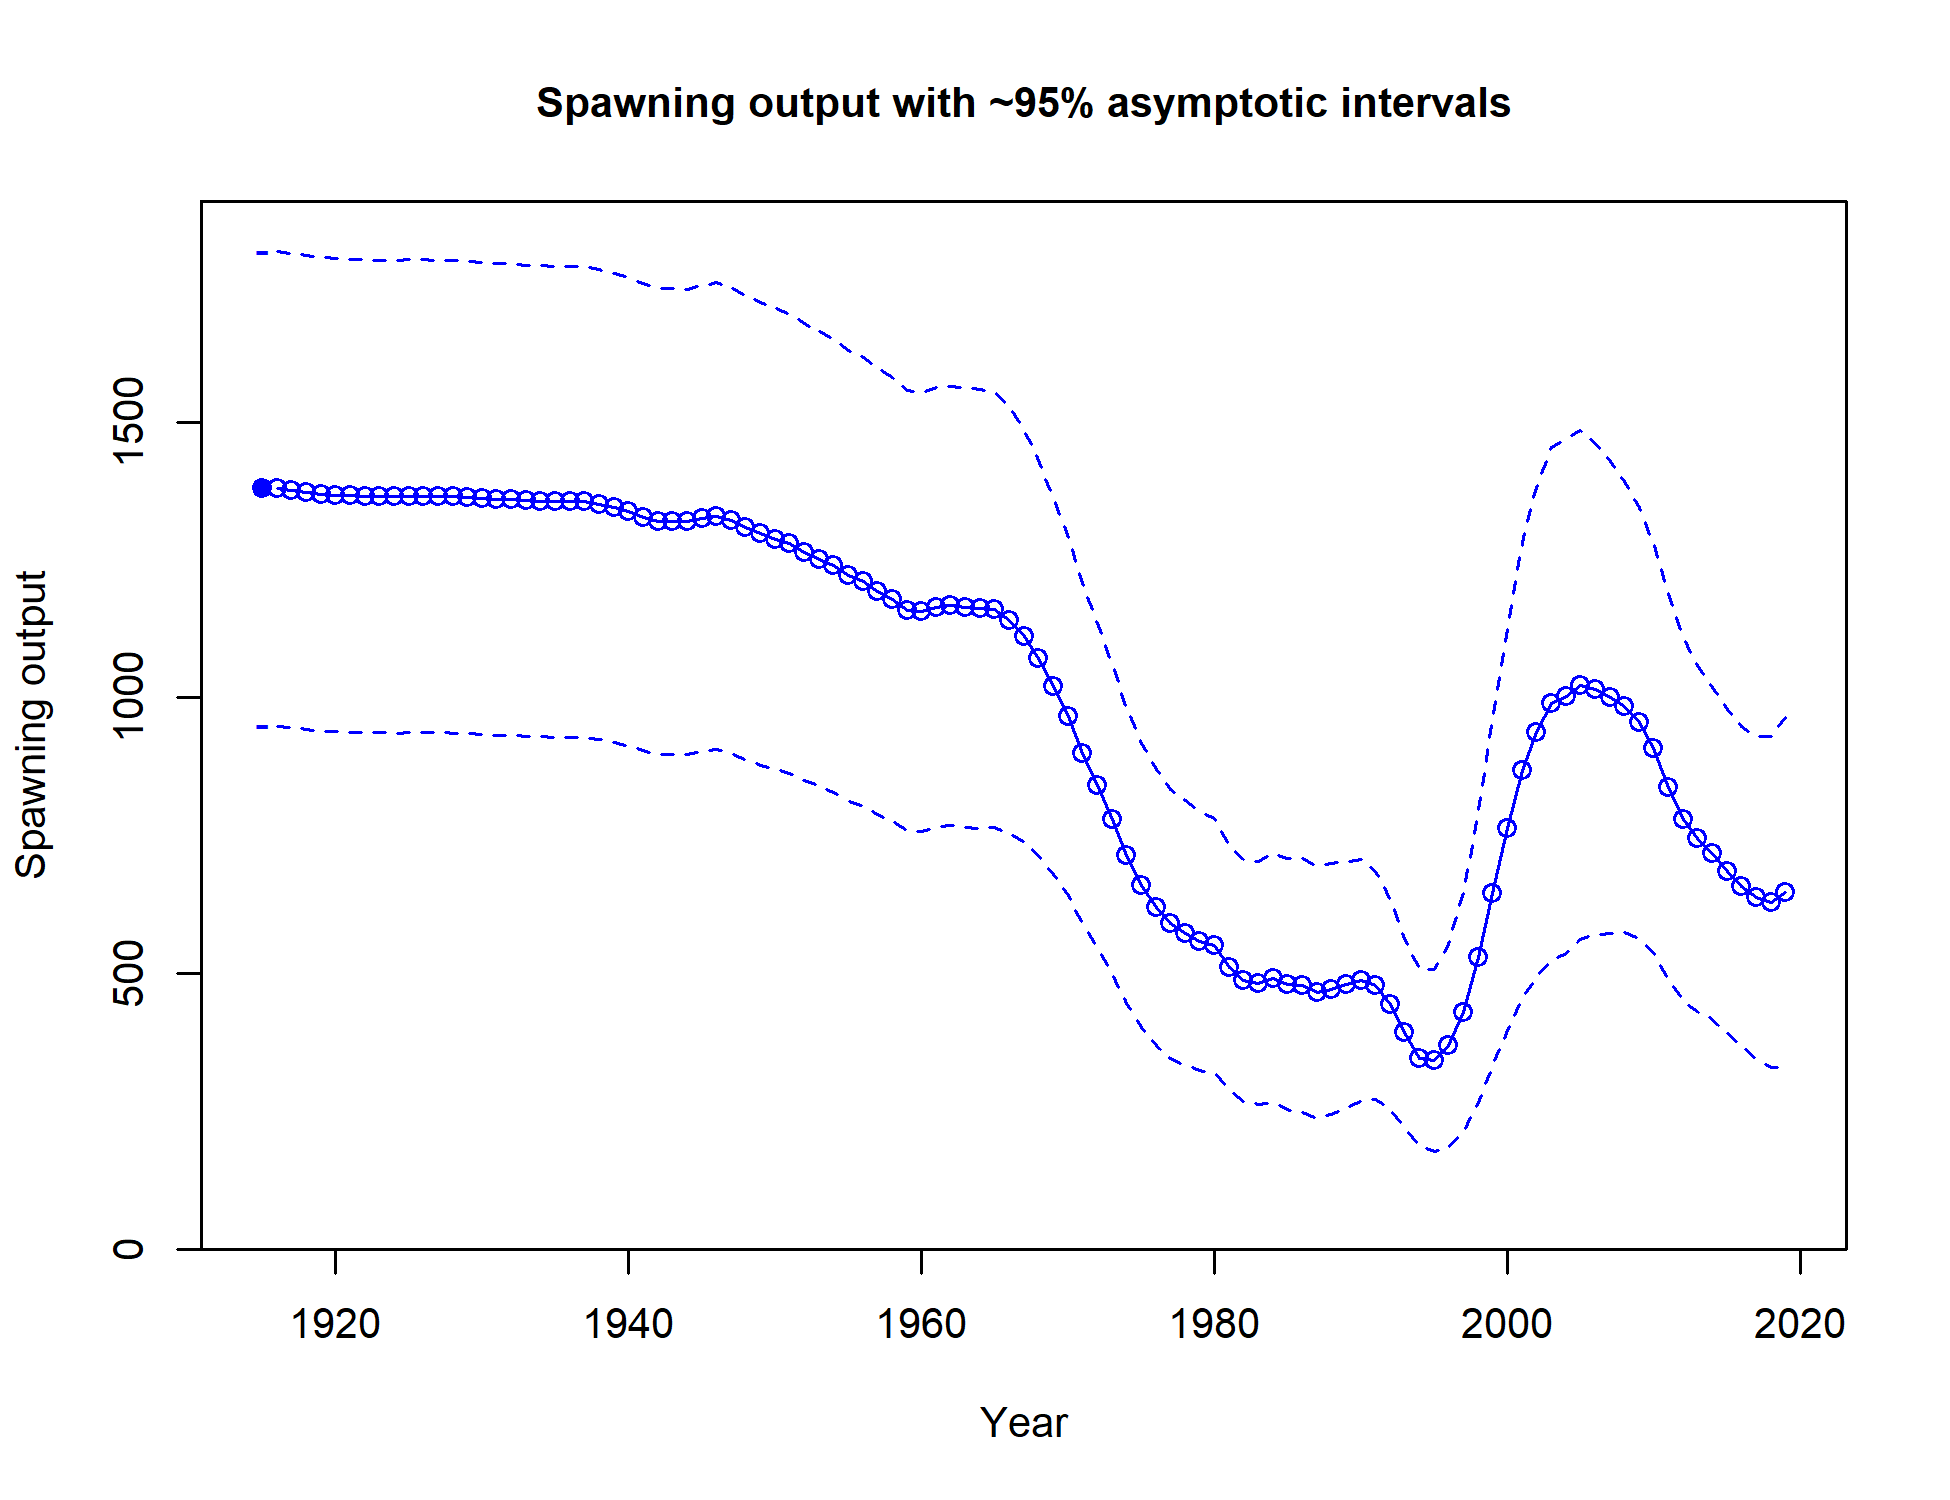 Spawning output with ~95% asymptotic intervals
Spawning output
1500
1000
500
0
1920 1940 1960 1980 2000 2020
Year